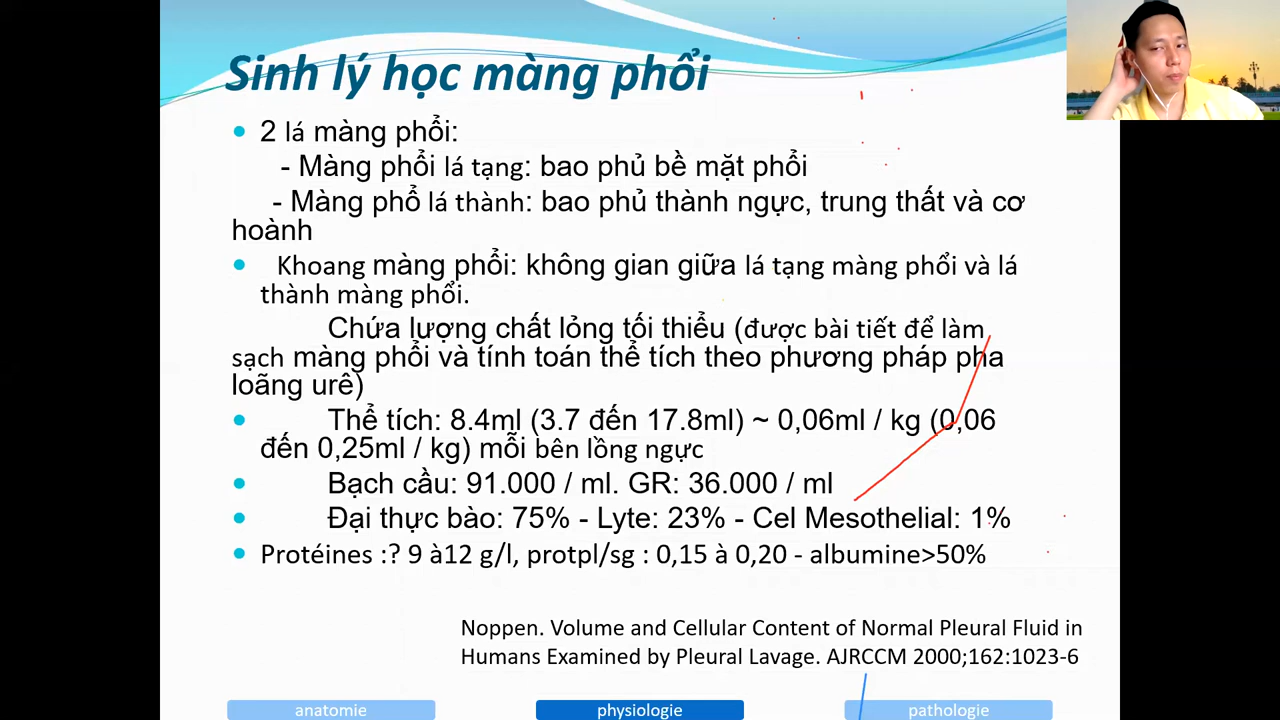 Sinh lý học màng phổi
2 lá màng phổi:
- Màng phổi lá tạng: bao phủ bề mặt phổi
- Màng phổ lá thành: bao phủ thành ngực, trung thất và cơ
hoành
Khoang màng phổi: không gian giữa lá tạng màng phổi và lá
thành màng phổi.
Chứa lượng chất lỏng tối thiểu (được bài tiết để làm
sạch màng phổi và tính toán thể tích theo phương pháp pha
loãng urê)
Thể tích: 8.4ml (3.7 đến 17.8ml) ~ 0,06ml / kg (0,06
đến 0,25ml / kg) mỗi bên lồng ngực
Bạch cầu: 91.000 / ml. GR: 36.000 / ml
Đại thực bào: 75% - Lyte: 23% - Cel Mesothelial: 1%
Protéines :? 9 à12 g/l, protpl/sg : 0,15 à 0,20 - albumine>50%
Noppen. Volume and Cellular Content of Normal Pleural Fluid in
Humans Examined by Pleural Lavage. AJRCCM 2000;162:1023-6
anatomie
physiologie
pathologie